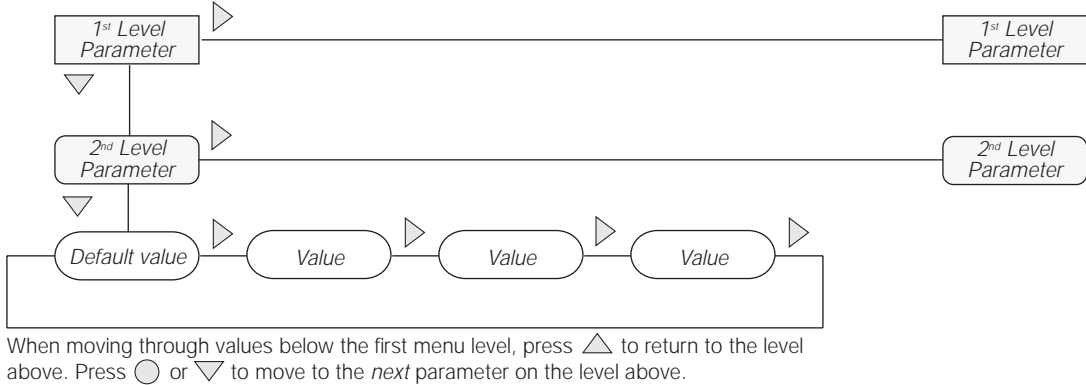 1st Level
Parameter
1st Level
Parameter
2nd Level
Parameter
2nd Level
Parameter
Default value
Value
Value
Value
When moving through values below the first menu level, press to return to the level
above. Press or to move to the next parameter on the level above.